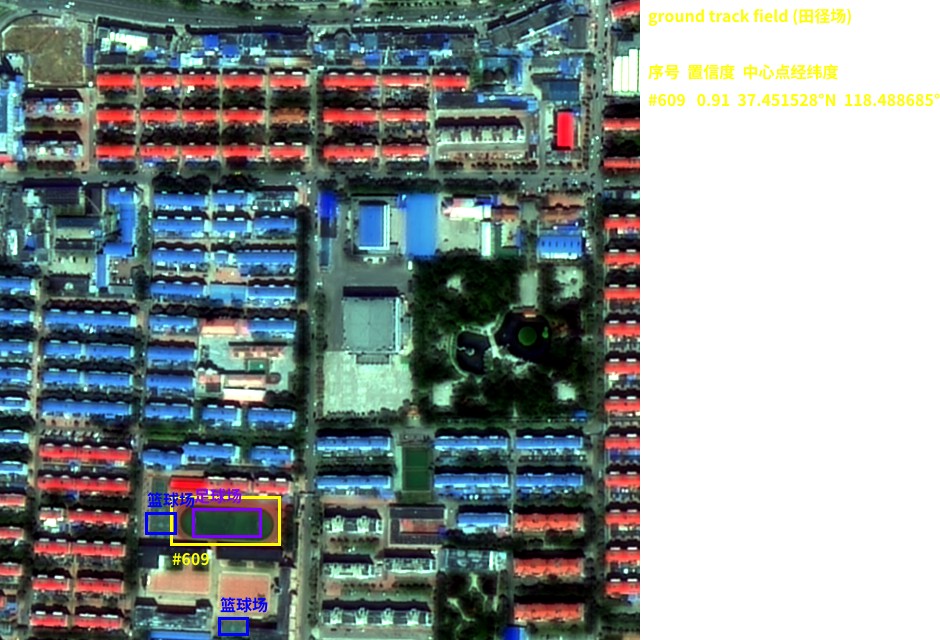 ground track field (田径场)
序号 置信度 中心点经纬度
#609 0.91 37.451528°N 118.488685°
篮球场 足球场
#609
篮球场